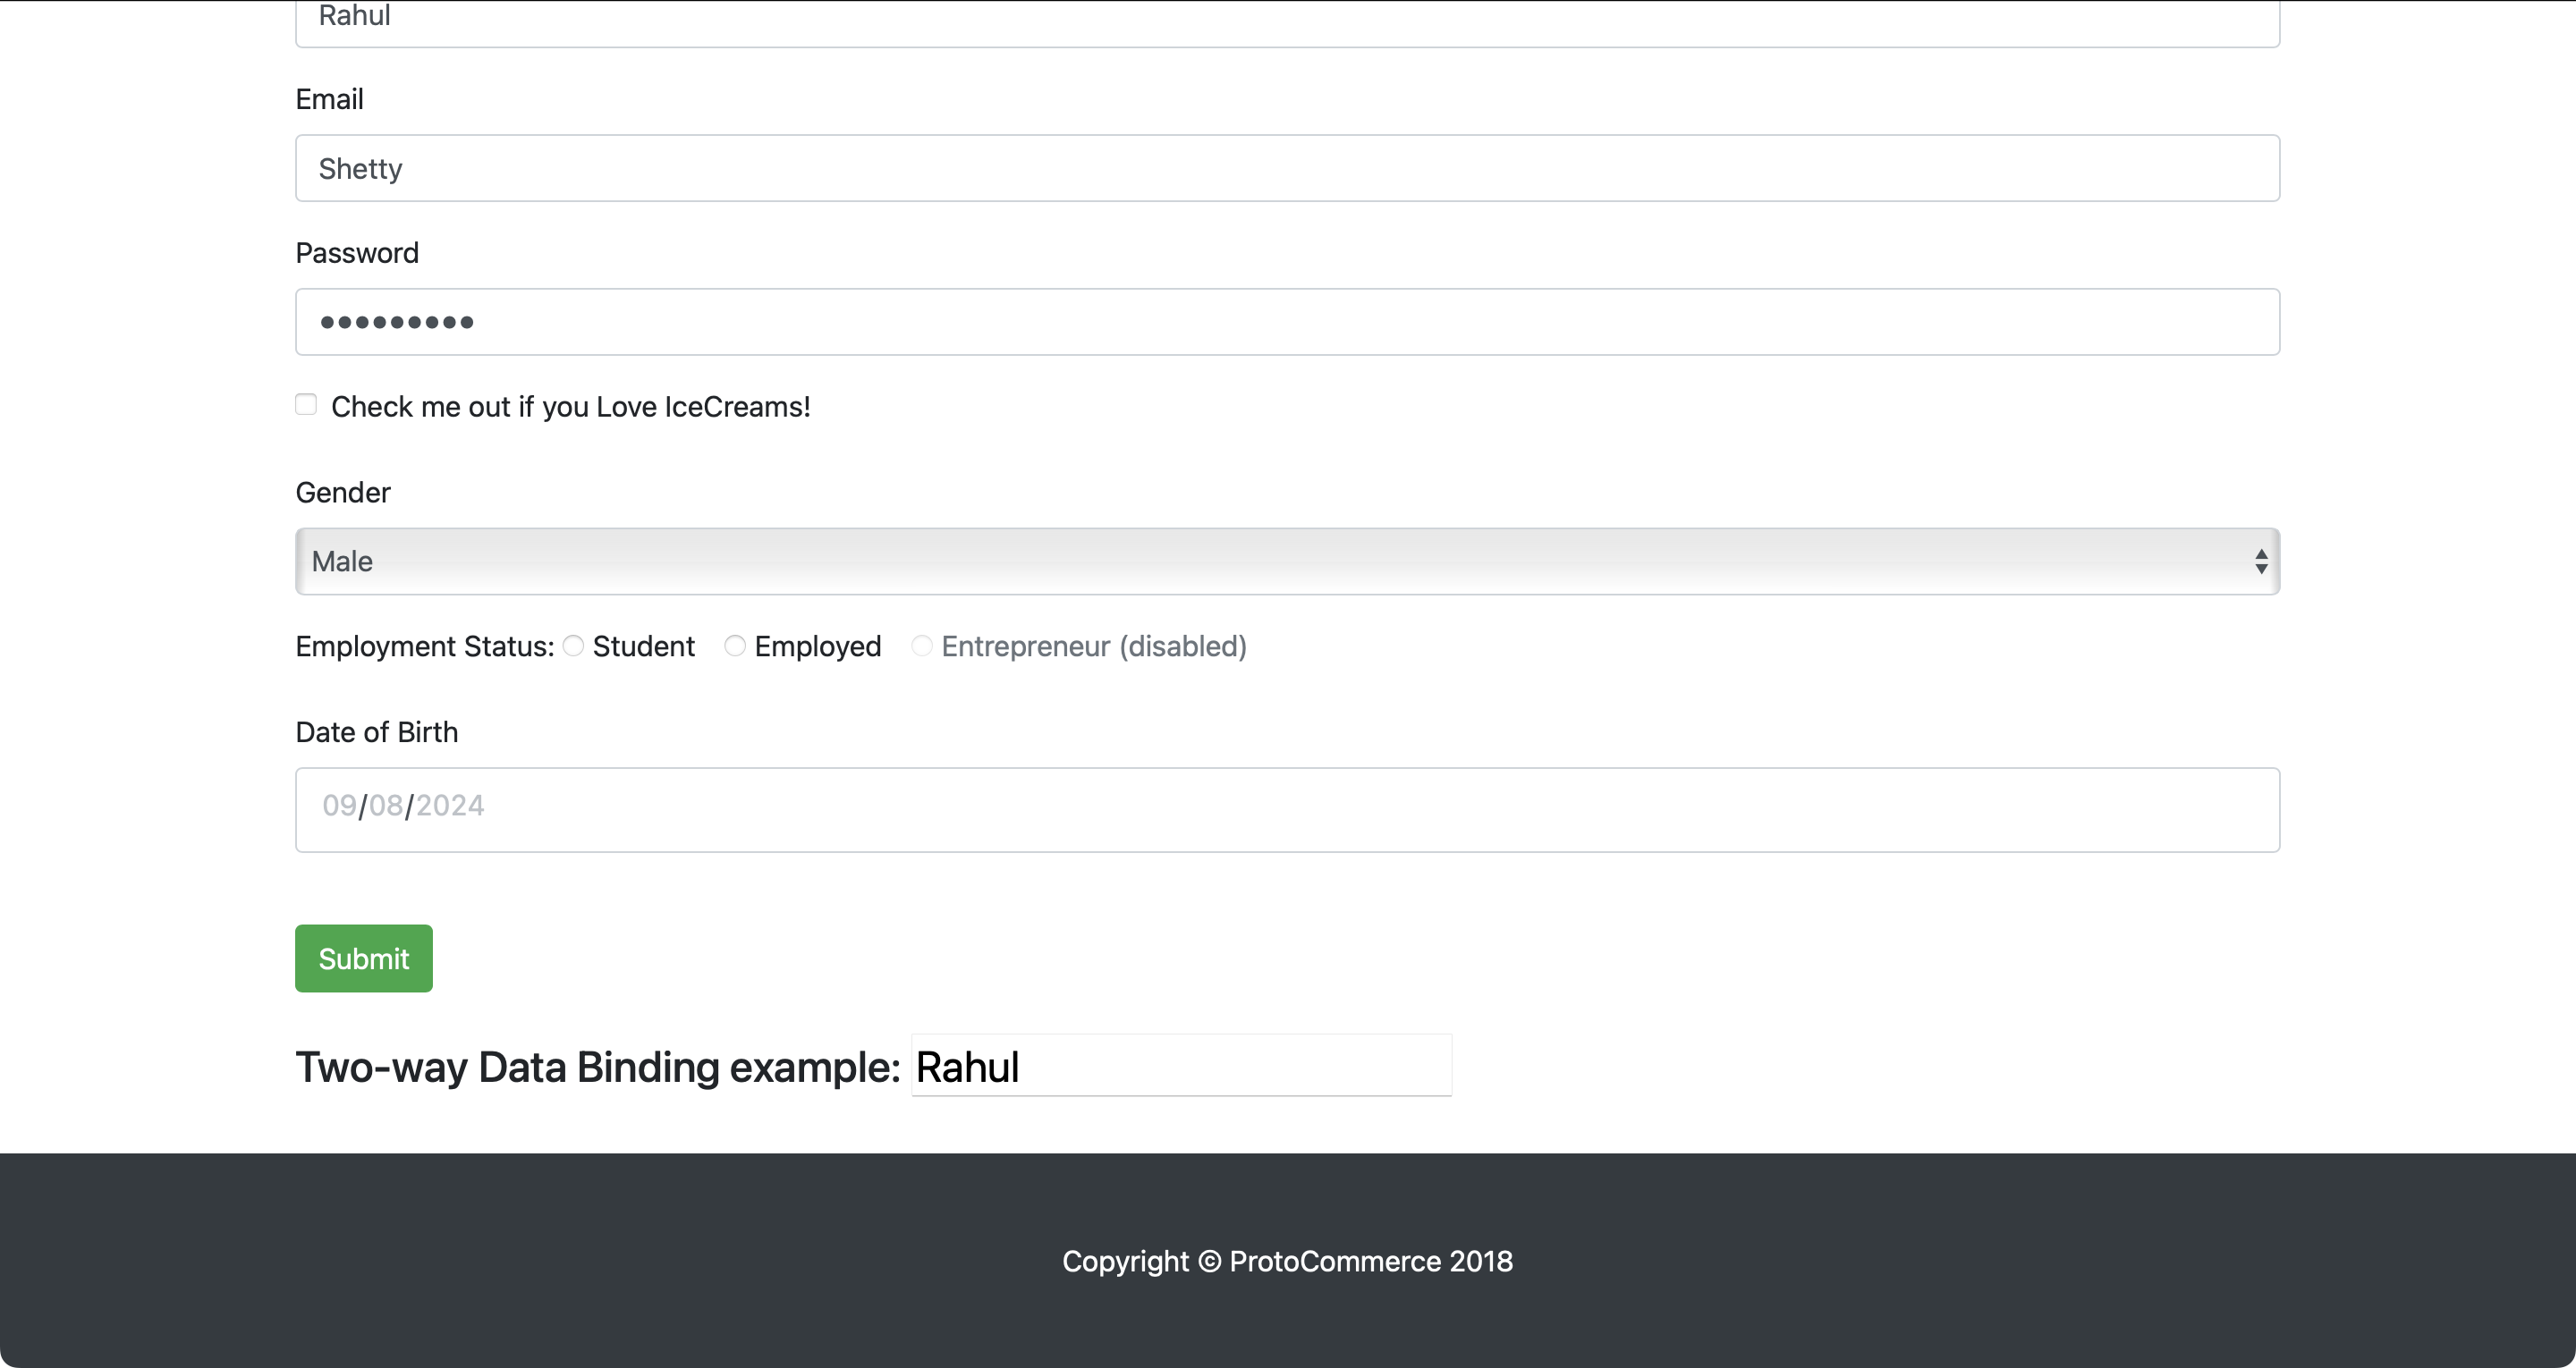 Rahul
Email
Shetty
Password
•••••••••
Check me out if you Love IceCreams!
Gender
Male
Employment Status: Student Employed Entrepreneur (disabled)
Date of Birth
09/08/2024
Submit
Two-way Data Binding example: Rahul
Copyright © ProtoCommerce 2018